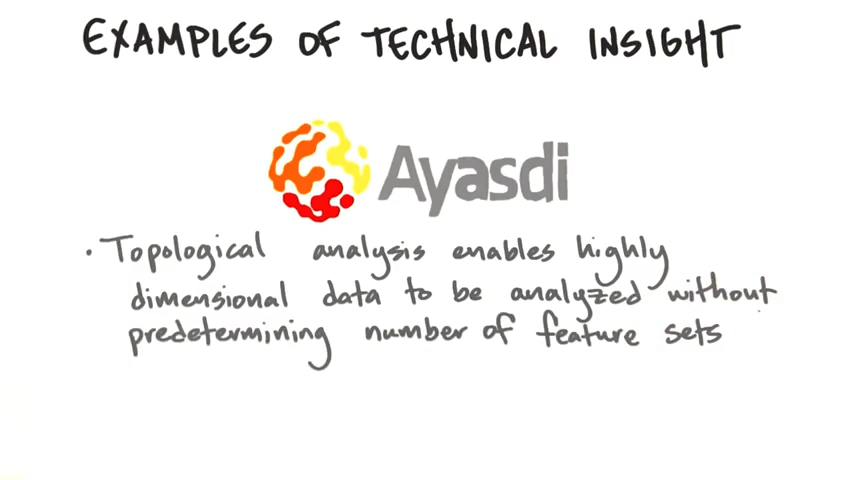 EXAMPLES OF TECHNICAL INSIGHT
Ayasdi
• Topological analysis enables highly
dimensional data to be analyzed without
predetermining number of feature sets